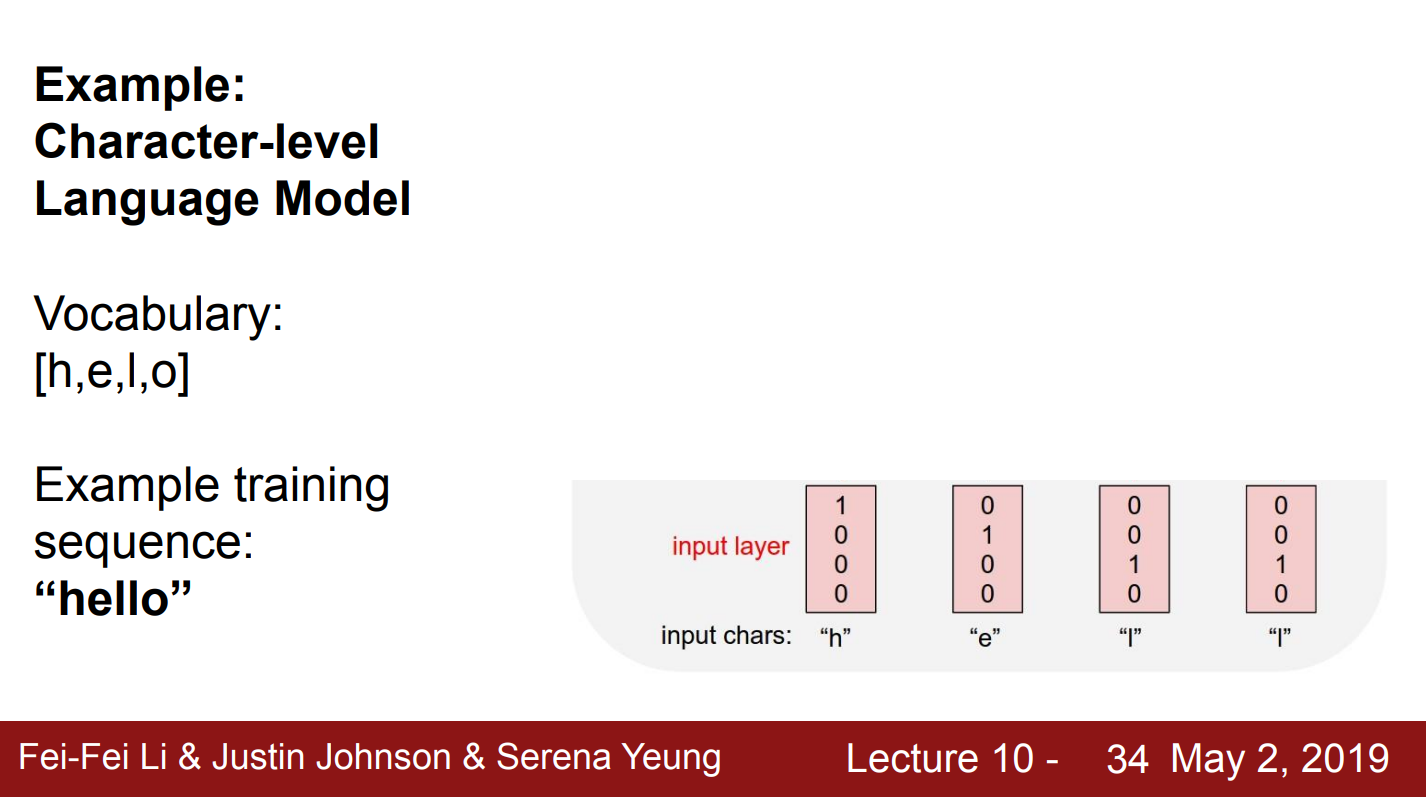 Example:
Character-level
Language Model
Vocabulary:
[h,e,l,o]
Example training
sequence:
“hello”
1 0 0 0
0 1 0 0
input layer
0 0 1 1
0 0 0 0
input chars: “h” “e” “l” “l”
Fei-Fei Li & Justin Johnson & Serena Yeung Lecture 10 - 34 May 2, 2019